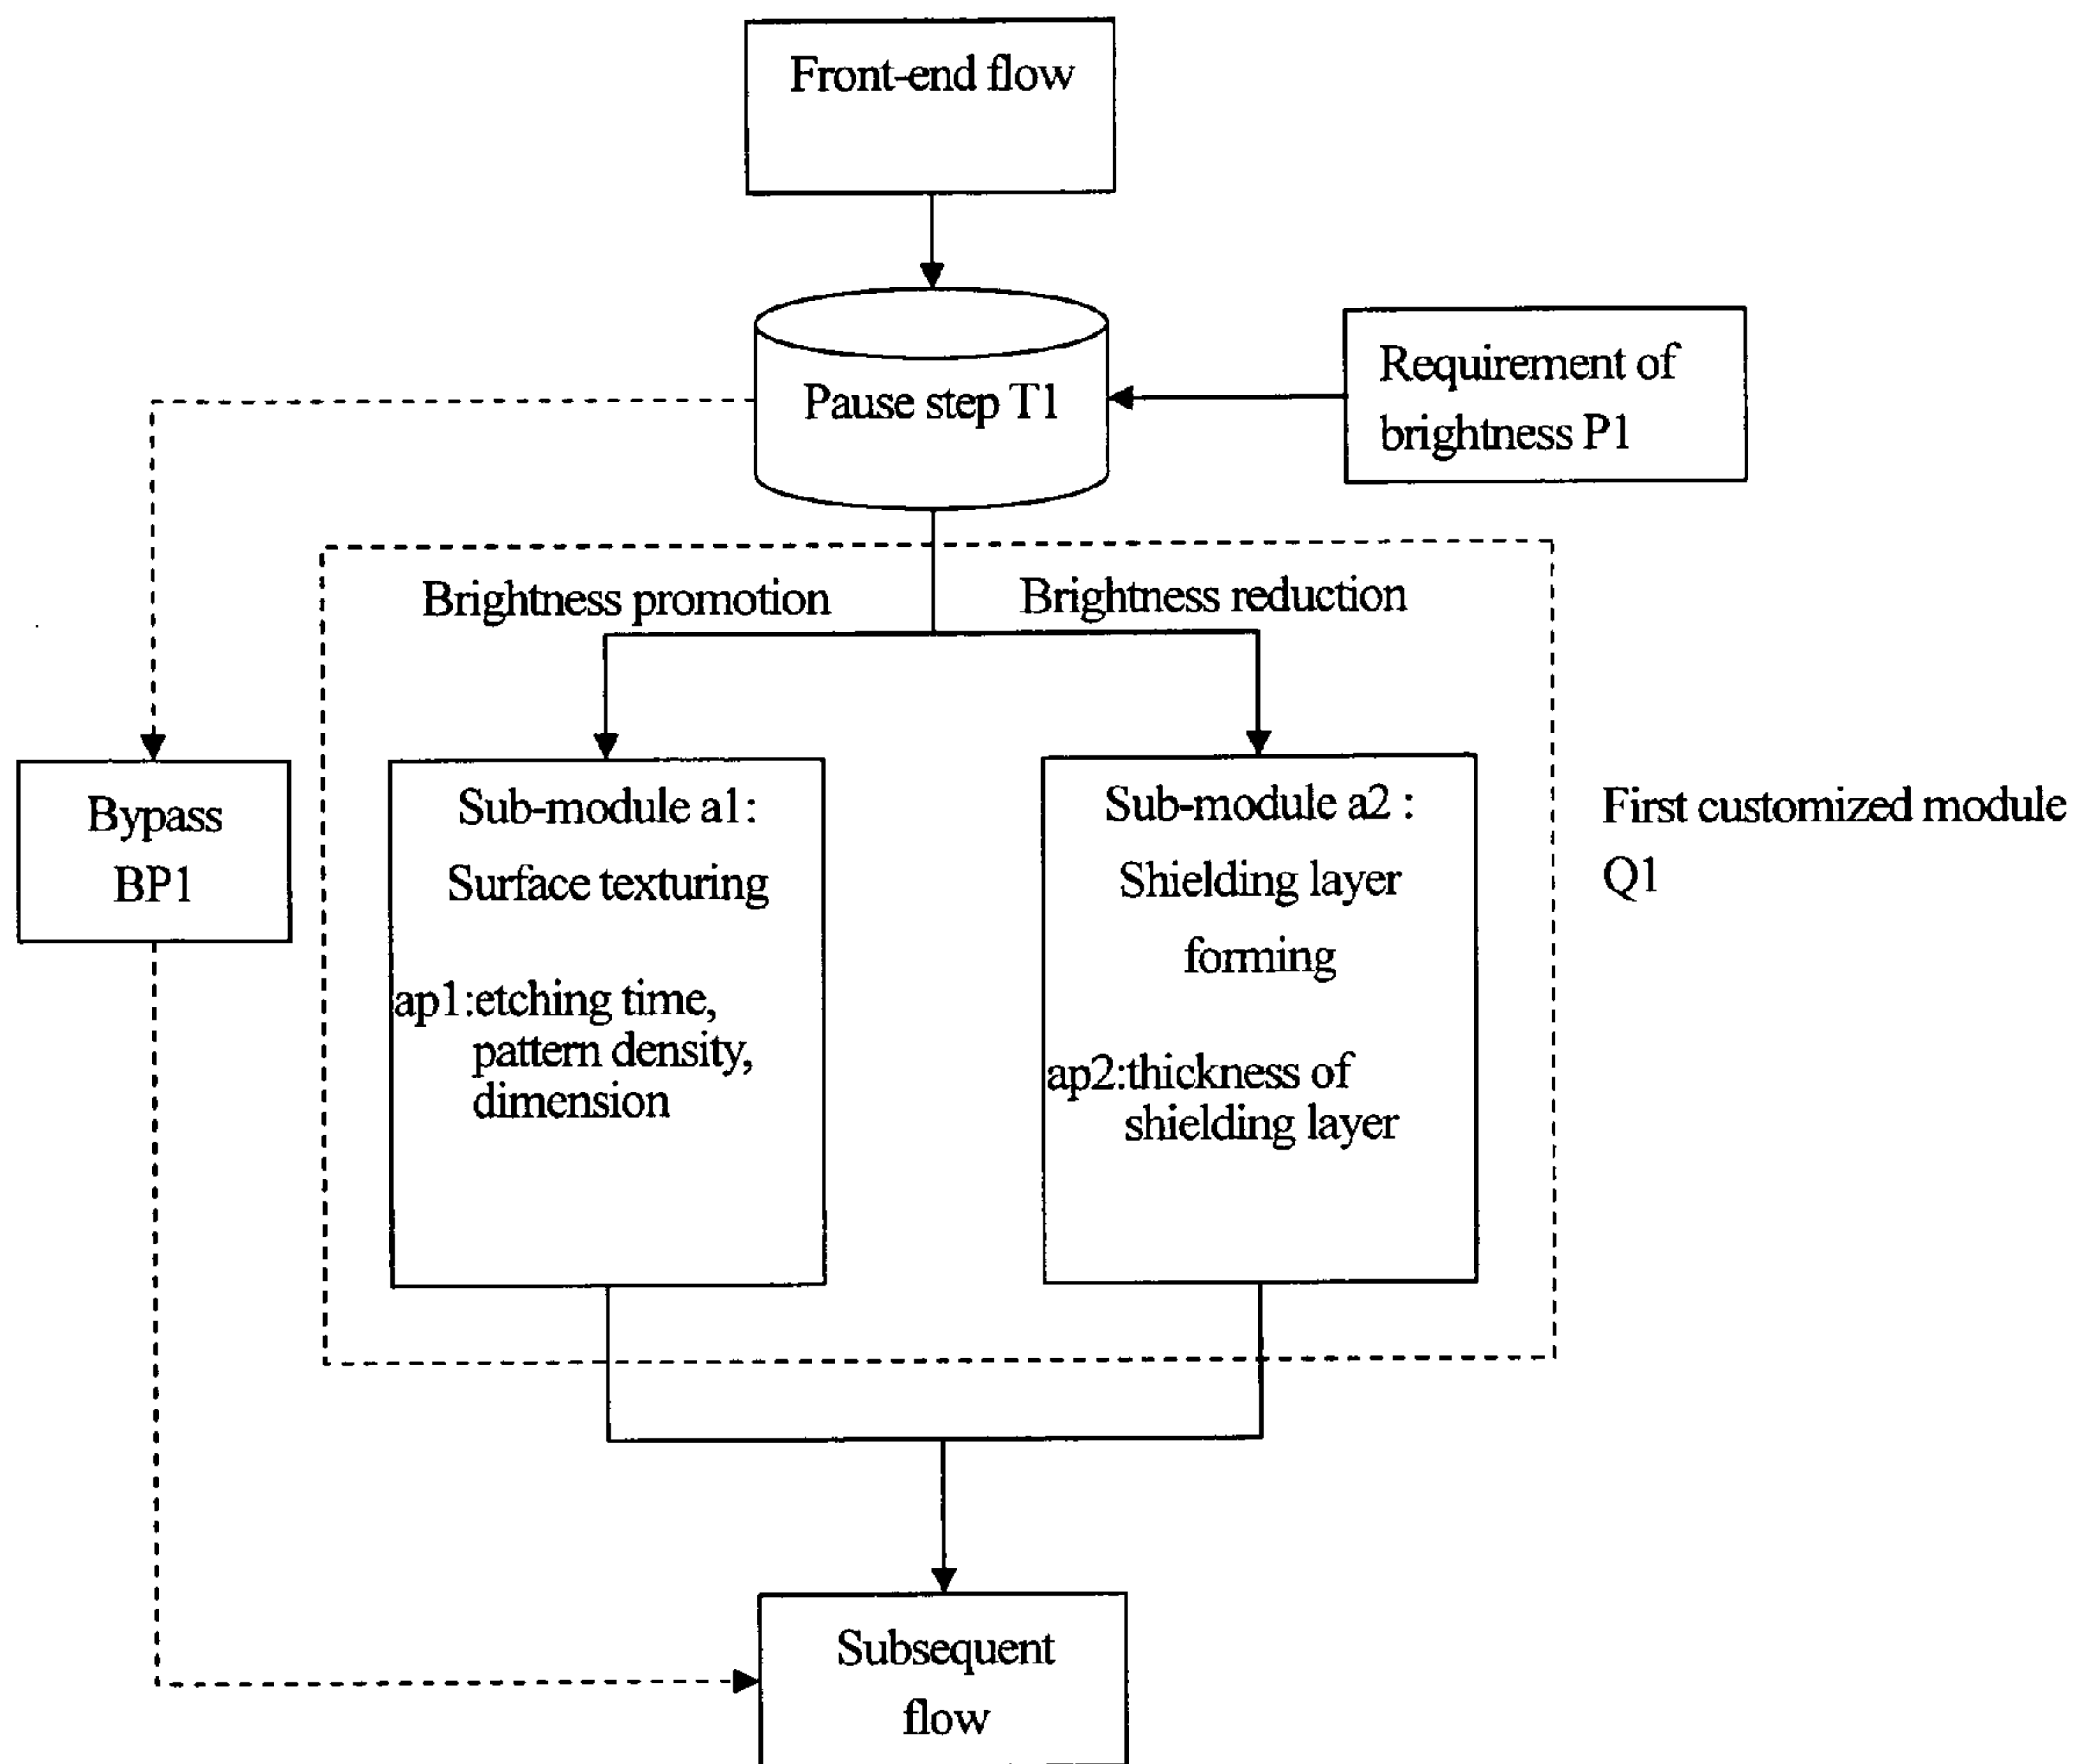 Front-end flow
Pause step T1
Requirement of
brightness P1
Brightness promotion
Brightness reduction
Bypass
BP1
Sub-module a1:
Surface texturing
ap1:etching time,
pattern density,
dimension
Sub-module a2 :
Shielding layer
forming
ap2:thickness of
shielding layer
First customized module
Q1
Subsequent
flow